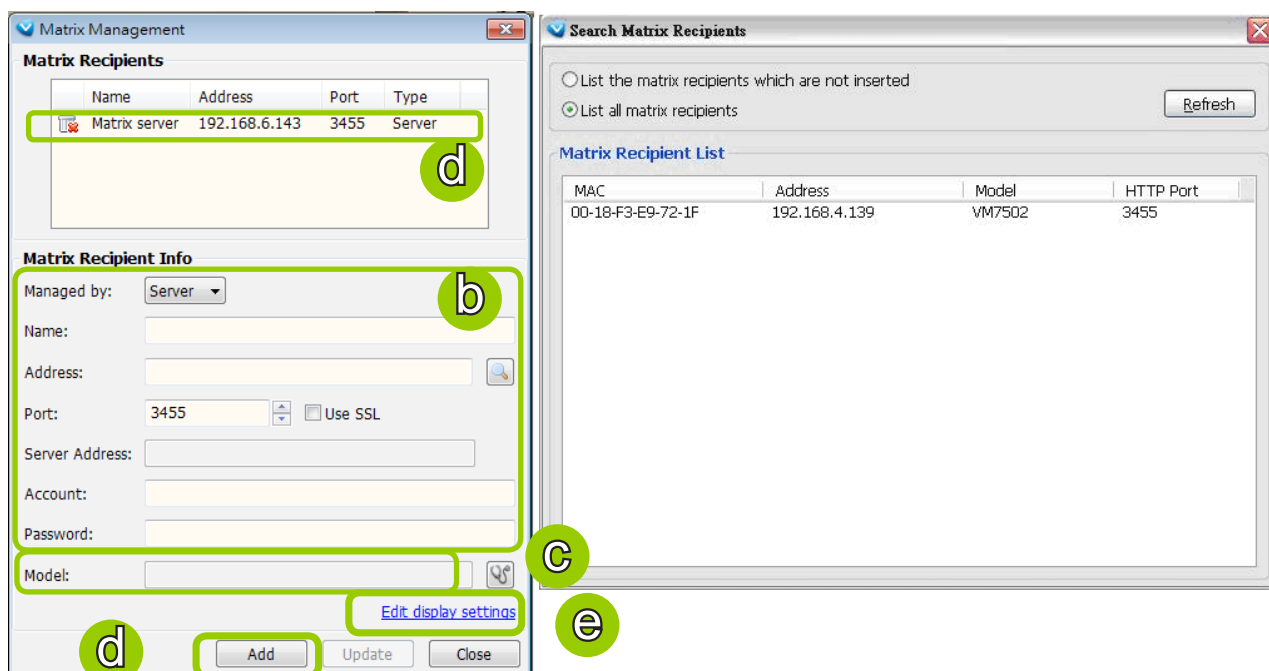 Matrix Management
Matrix Recipients
Name Address Port Type
Matrix server 192.168.6.143 3455 Server
d
Matrix Recipient Info
b
Managed by: Server
Name:
Address:
Port: 3455 Use SSL
Server Address:
Account:
Password:
c
Model:
Edit display settings
e
d
Add Update Close
Search Matrix Recipients
List the matrix recipients which are not inserted
List all matrix recipients
Refresh
Matrix Recipient List
MAC Address Model HTTP Port
00-18-F3-E9-72-1F 192.168.4.139 VM7502 3455